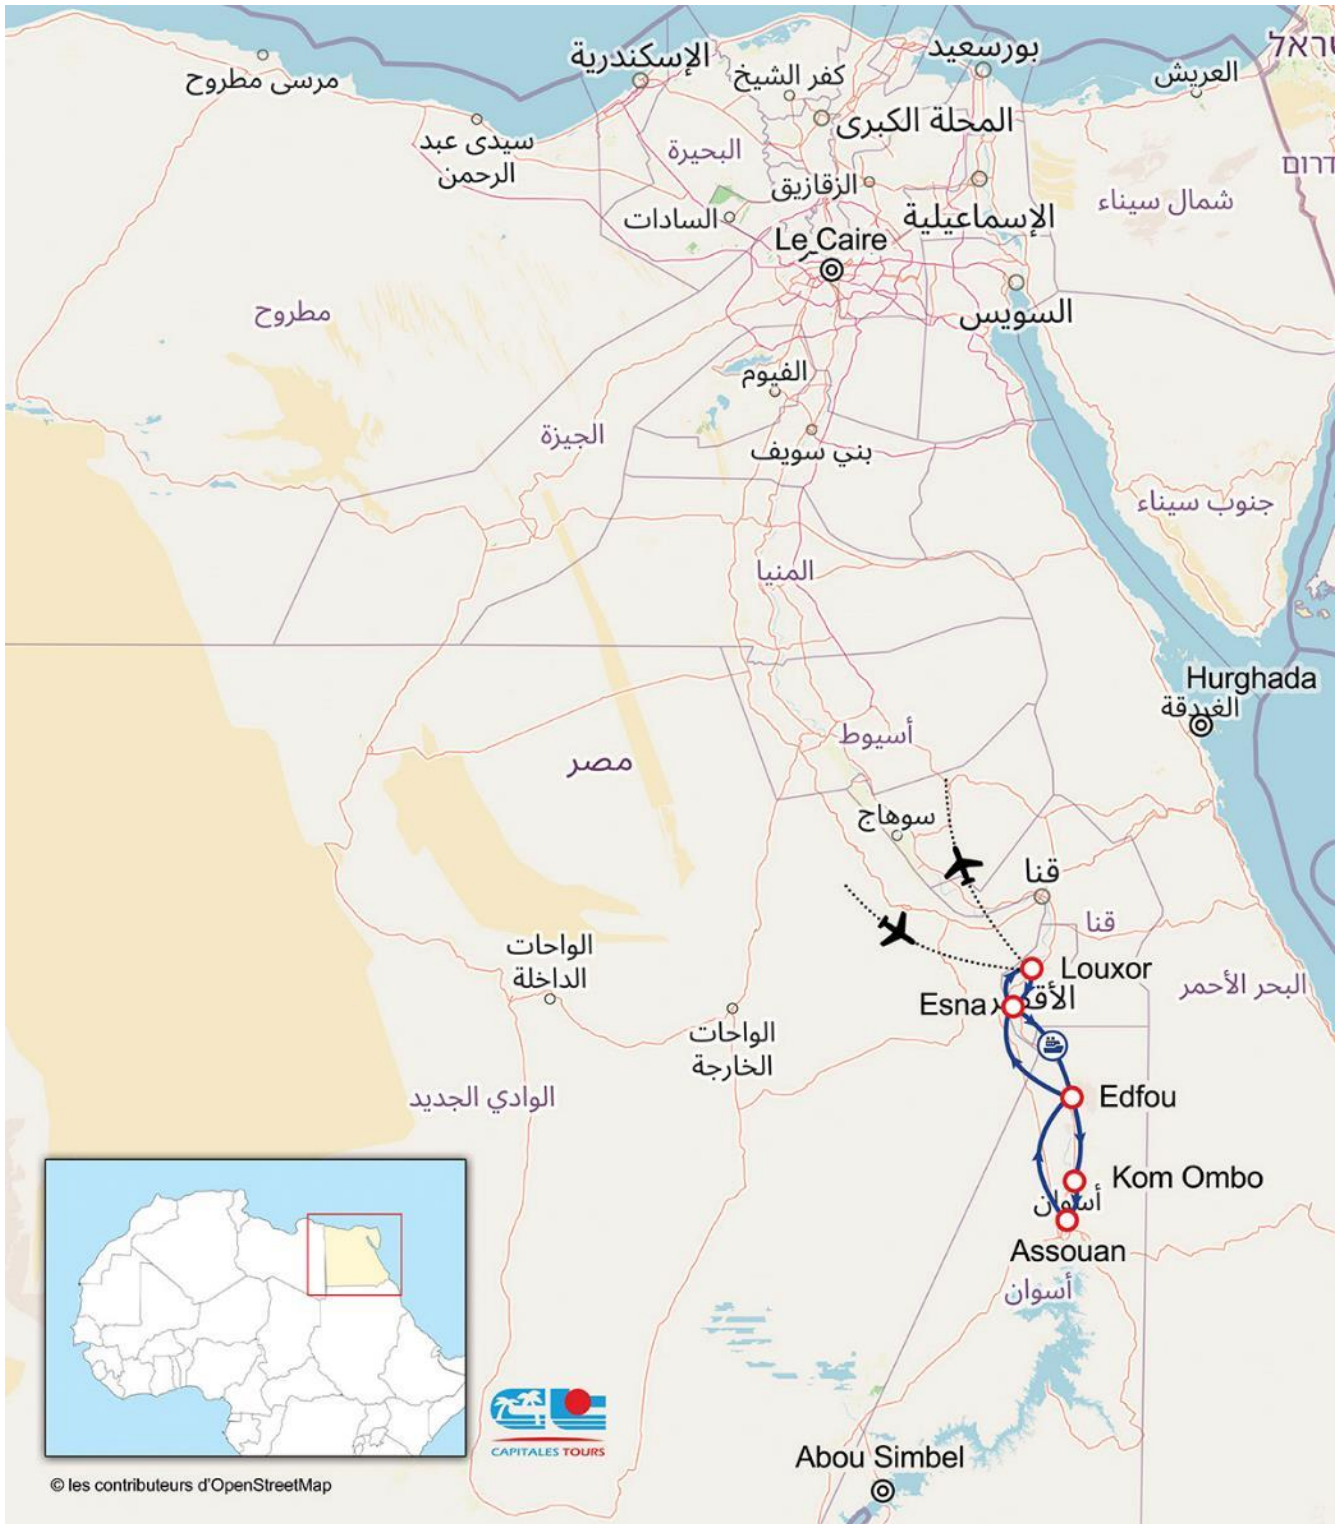 مرسى مطروح
الإسكندرية
كفر الشيخ
بورسعيد
العريش
سيدى عبد
الرحمن
البحيرة
المحلة الكبرى
الزقازيق
السادات
الإسماعيلية
شمال سيناء
Le Caire
مطروح
السويس
الفيوم
الجيزة
بني سويف
جنوب سيناء
المنيا
Hurghada
الغردقة
أسيوط
مصر
سوهاج
قنا
قنا
الواحات
الداخلة
Louxor
البحر الأحمر
Esna
الأقصر
الواحات
الخارجة
الوادي الجديد
Edfou
Kom Ombo
أسوان
Assouan
أسوان
CAPITALES TOURS
Abou Simbel
© les contributeurs d'OpenStreetMap